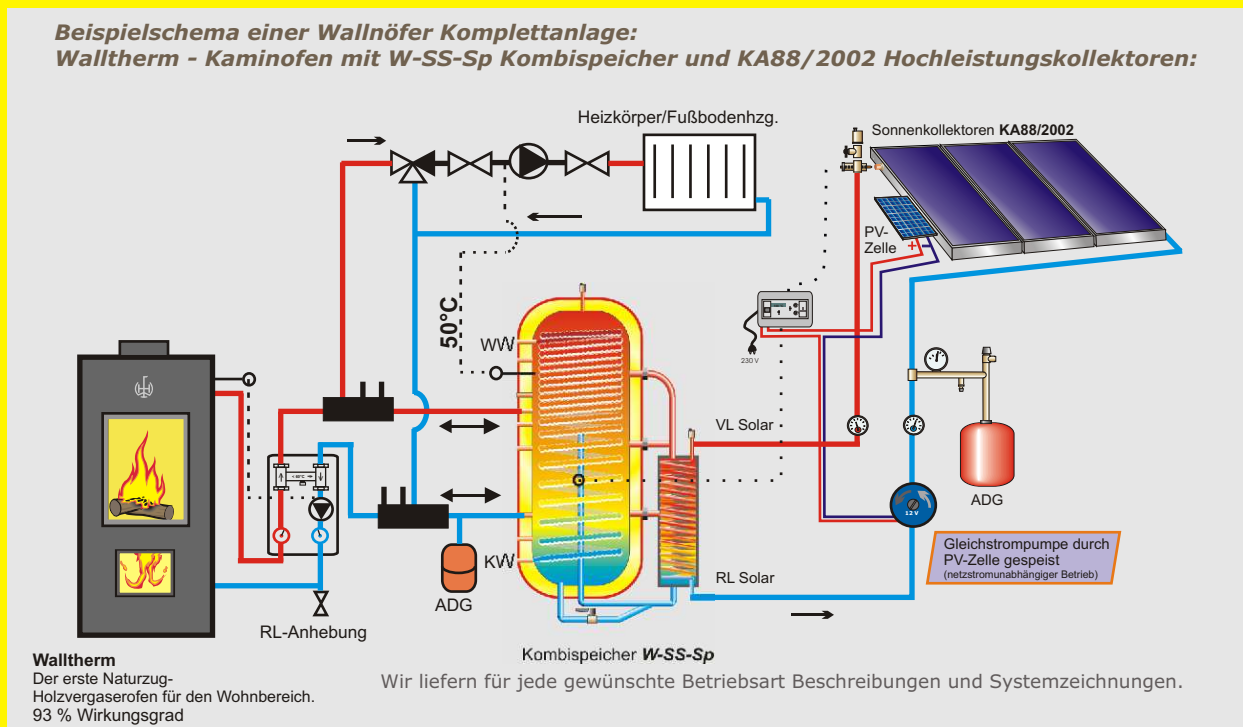 Beispielschema einer Wallnöfer Komplettanlage:
Walltherm - Kaminofen mit W-SS-Sp Kombispeicher und KA88/2002 Hochleistungskollektoren:
Heizkörper/Fußbodenhzg.
Sonnenkollektoren KA88/2002
PV-
Zelle
+
-
50°C
WW
230 V
VL Solar
ADG
12 V
KW
Gleichstrompumpe durch
PV-Zelle gespeist
(netzstromunabhängiger Betrieb)
RL Solar
ADG
RL-Anhebung
Kombispeicher W-SS-Sp
Walltherm
Der erste Naturzug-
Holzvergaserofen für den Wohnbereich.
93 % Wirkungsgrad
Wir liefern für jede gewünschte Betriebsart Beschreibungen und Systemzeichnungen.